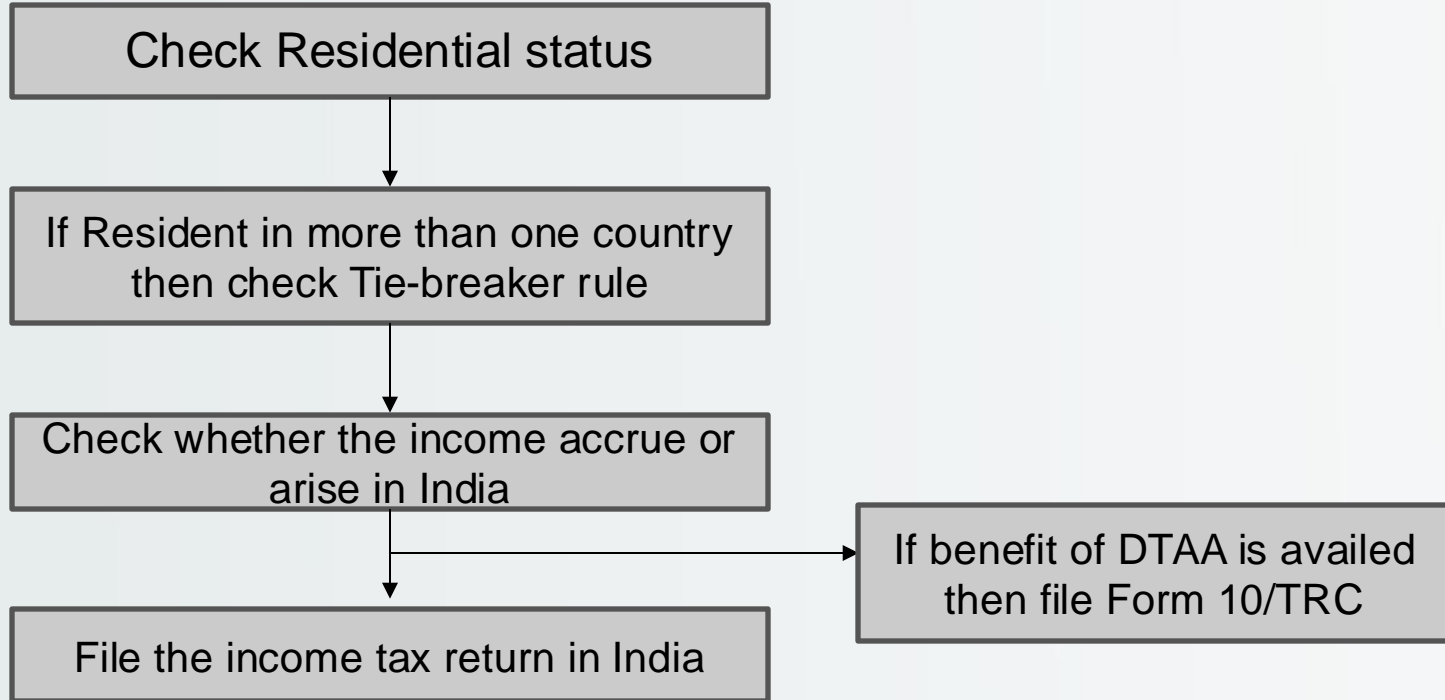 Check Residential status
If Resident in more than one country
then check Tie-breaker rule
Check whether the income accrue or
arise in India
If benefit of DTAA is availed
then file Form 10/TRC
File the income tax return in India